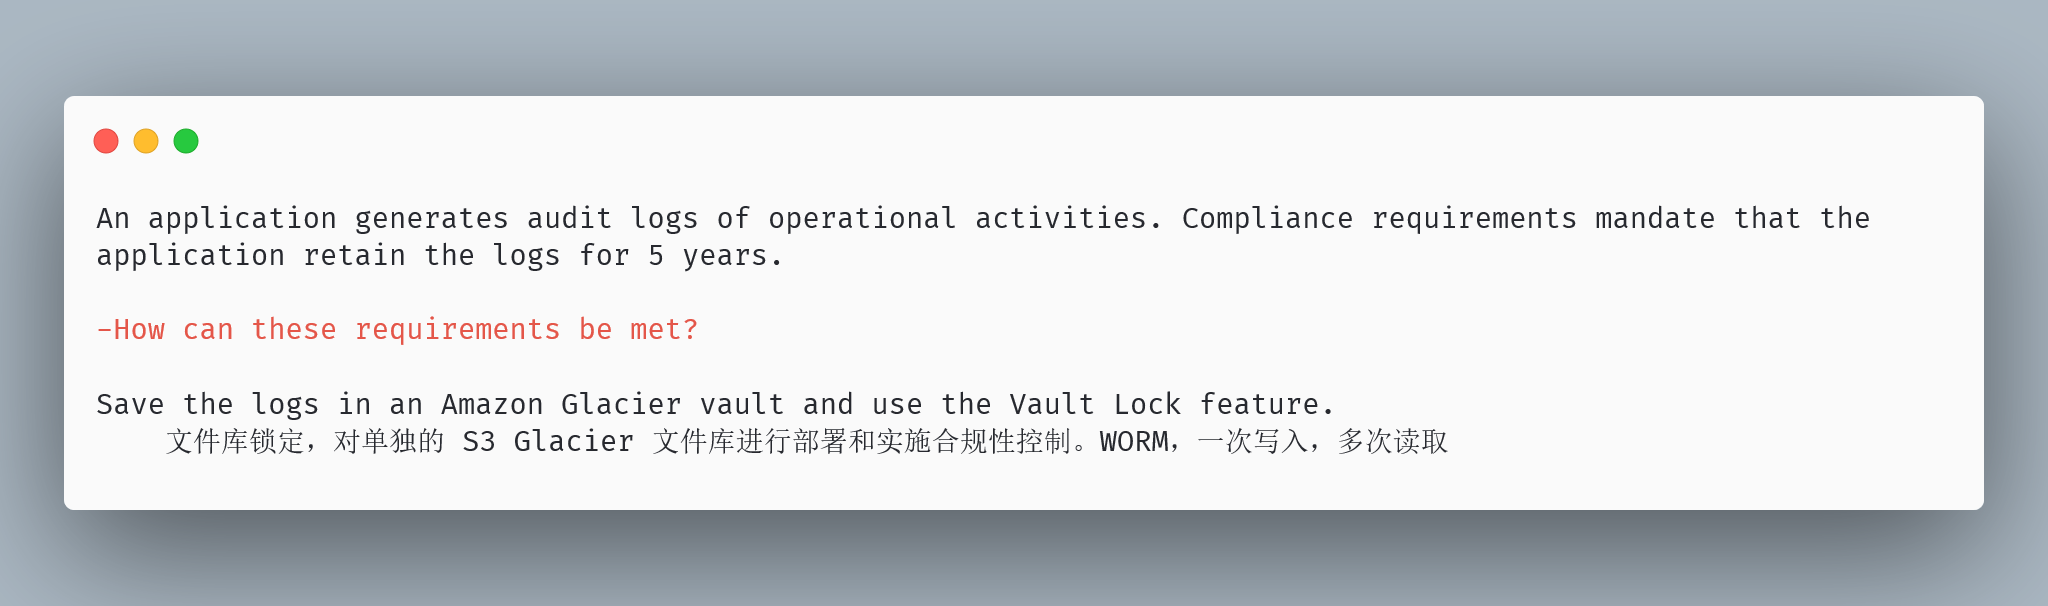 An application generates audit logs of operational activities. Compliance requirements mandate that the
application retain the logs for 5 years.
-How can these requirements be met?
Save the logs in an Amazon Glacier vault and use the Vault Lock feature.
文件库锁定，对单独的 S3 Glacier 文件库进行部署和实施合规性控制。WORM，一次写入，多次读取